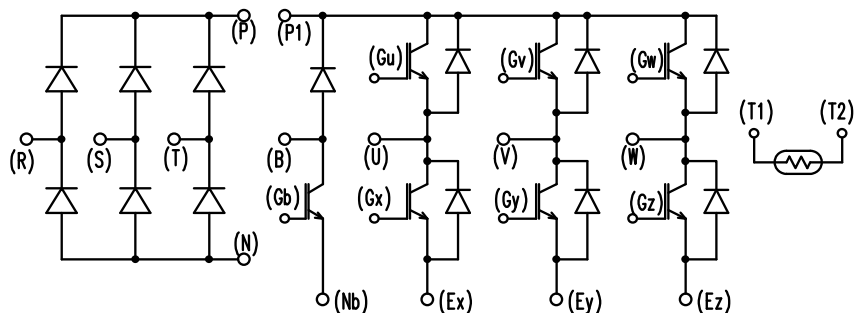 (P) (P1)
(Gu) (Gv) (Gw)
(T1) (T2)
(R) (S) (T) (B) (U) (V) (W)
(Gb) (Gx) (Gy) (Gz)
(N)
(Nb) (Ex) (Ey) (Ez)